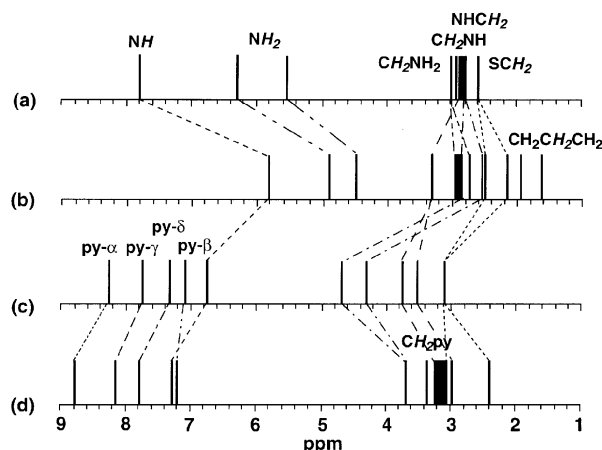 NHCH₂
NH NH₂ CH₂NH
CH₂NH₂ SCH₂
(a)
CH₂CH₂CH₂
(b)
py-δ
py-α py-γ py-β
(c)
CH₂py
(d)
9 8 7 6 5 4 3 2 1
ppm